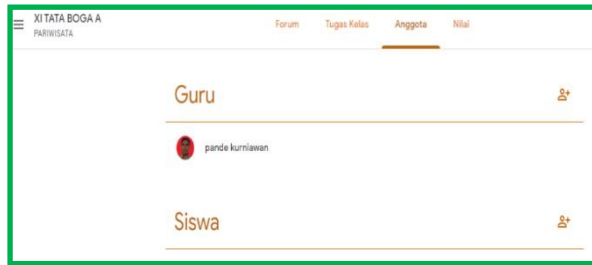 XI TATA BOGA A
PARIWISATA
Forum Tugas Kelas Anggota Nilai
Guru
pande kurniawan
Siswa